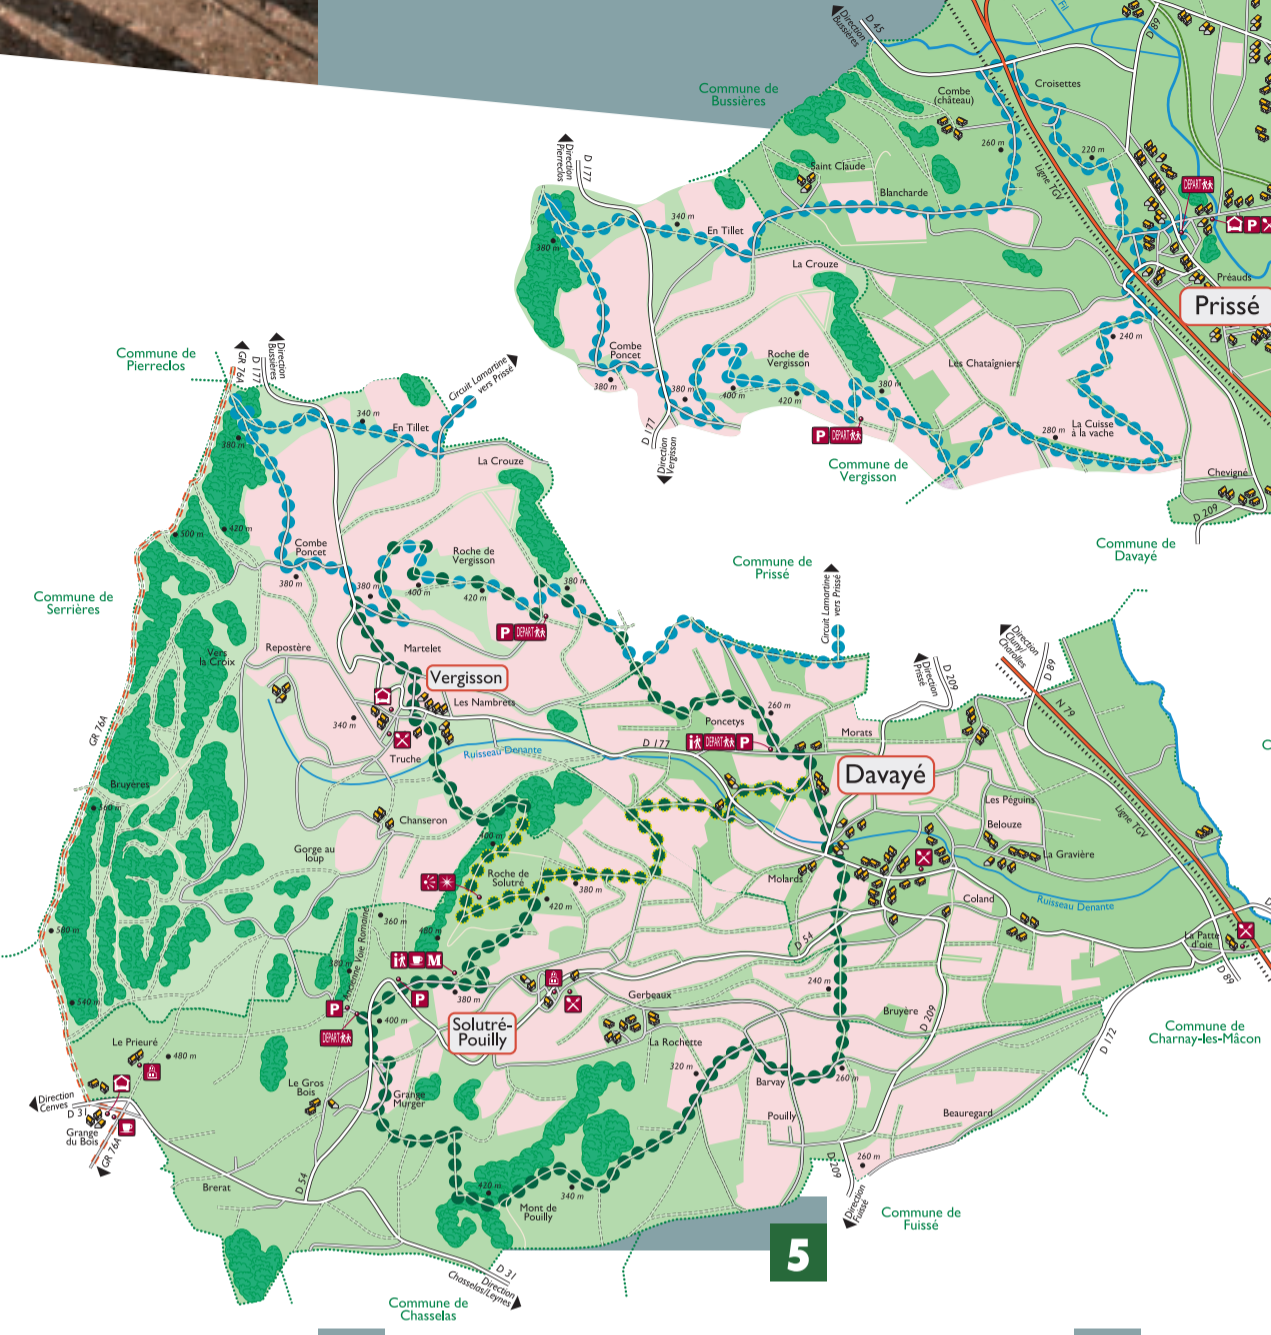 Direction
Bussières
D 45
Fil
D 89
Commune de
Bussières
Combe
(château)
Croisettes
260 m
220 m
Ligne TGV
DEPART
P
Préauds
Prissé
Direction
Pierreclos
D 177
Saint Claude
Blancharde
340 m
En Tillet
380 m
La Crouze
Combe
Poncet
380 m
380 m
Roche de
Vergisson
400 m
420 m
380 m
Les Chataîgniers
240 m
La Cuisse
à la vache
280 m
D 177
Direction
Vergisson
P DEPART
Commune de
Vergisson
Chevigné
D 209
Commune de
Davayé
Commune de
Pierreclos
GR 76A
D 177
Direction
Bussières
Circuit Lamartine
vers Prissé
340 m
En Tillet
380 m
La Crouze
500 m
420 m
Combe
Poncet
380 m
380 m
Roche de
Vergisson
400 m
420 m
380 m
P DEPART
Commune de
Prissé
Circuit Lamartine
vers Prissé
Commune de
Serrières
Vers
la Croix
Repostère
Martelet
Vergisson
Les Nambrets
340 m
Truche
Ruisseau Denante
D 177
GR 76A
Bruyères
560 m
Chanseron
Gorge au
loup
400 m
Roche de
Solutré
380 m
420 m
Poncetys
260 m
DEPART P
Morats
Direction
Prissé
D 209
Davayé
Direction
Cluny/
Charolles
D 89
N 79
Ligne TGV
Les Péguins
Belouze
La Gravière
Molards
Coland
Ruisseau Denante
La Patte
d'oie
D 89
580 m
540 m
360 m
380 m
480 m
Ancienne Voie Romaine
M
P
P
380 m
400 m
DEPART
Solutré-
Pouilly
Gerbeaux
D 54
240 m
Bruyère
D 209
La Rochette
320 m
Barvay
260 m
Pouilly
Beauregard
D 172
Commune de
Charnay-les-Mâcon
Le Prieuré
480 m
Direction
Cenves
D 31
Grange
du Bois
GR 76A
Le Gros
Bois
Grange
Murger
Brerat
D 54
420 m
340 m
Mont de
Pouilly
D 209
260 m
Direction
Fuissé
Commune de
Fuissé
5
D 31
Direction
Chasselas/Leynes
Commune de
Chasselas